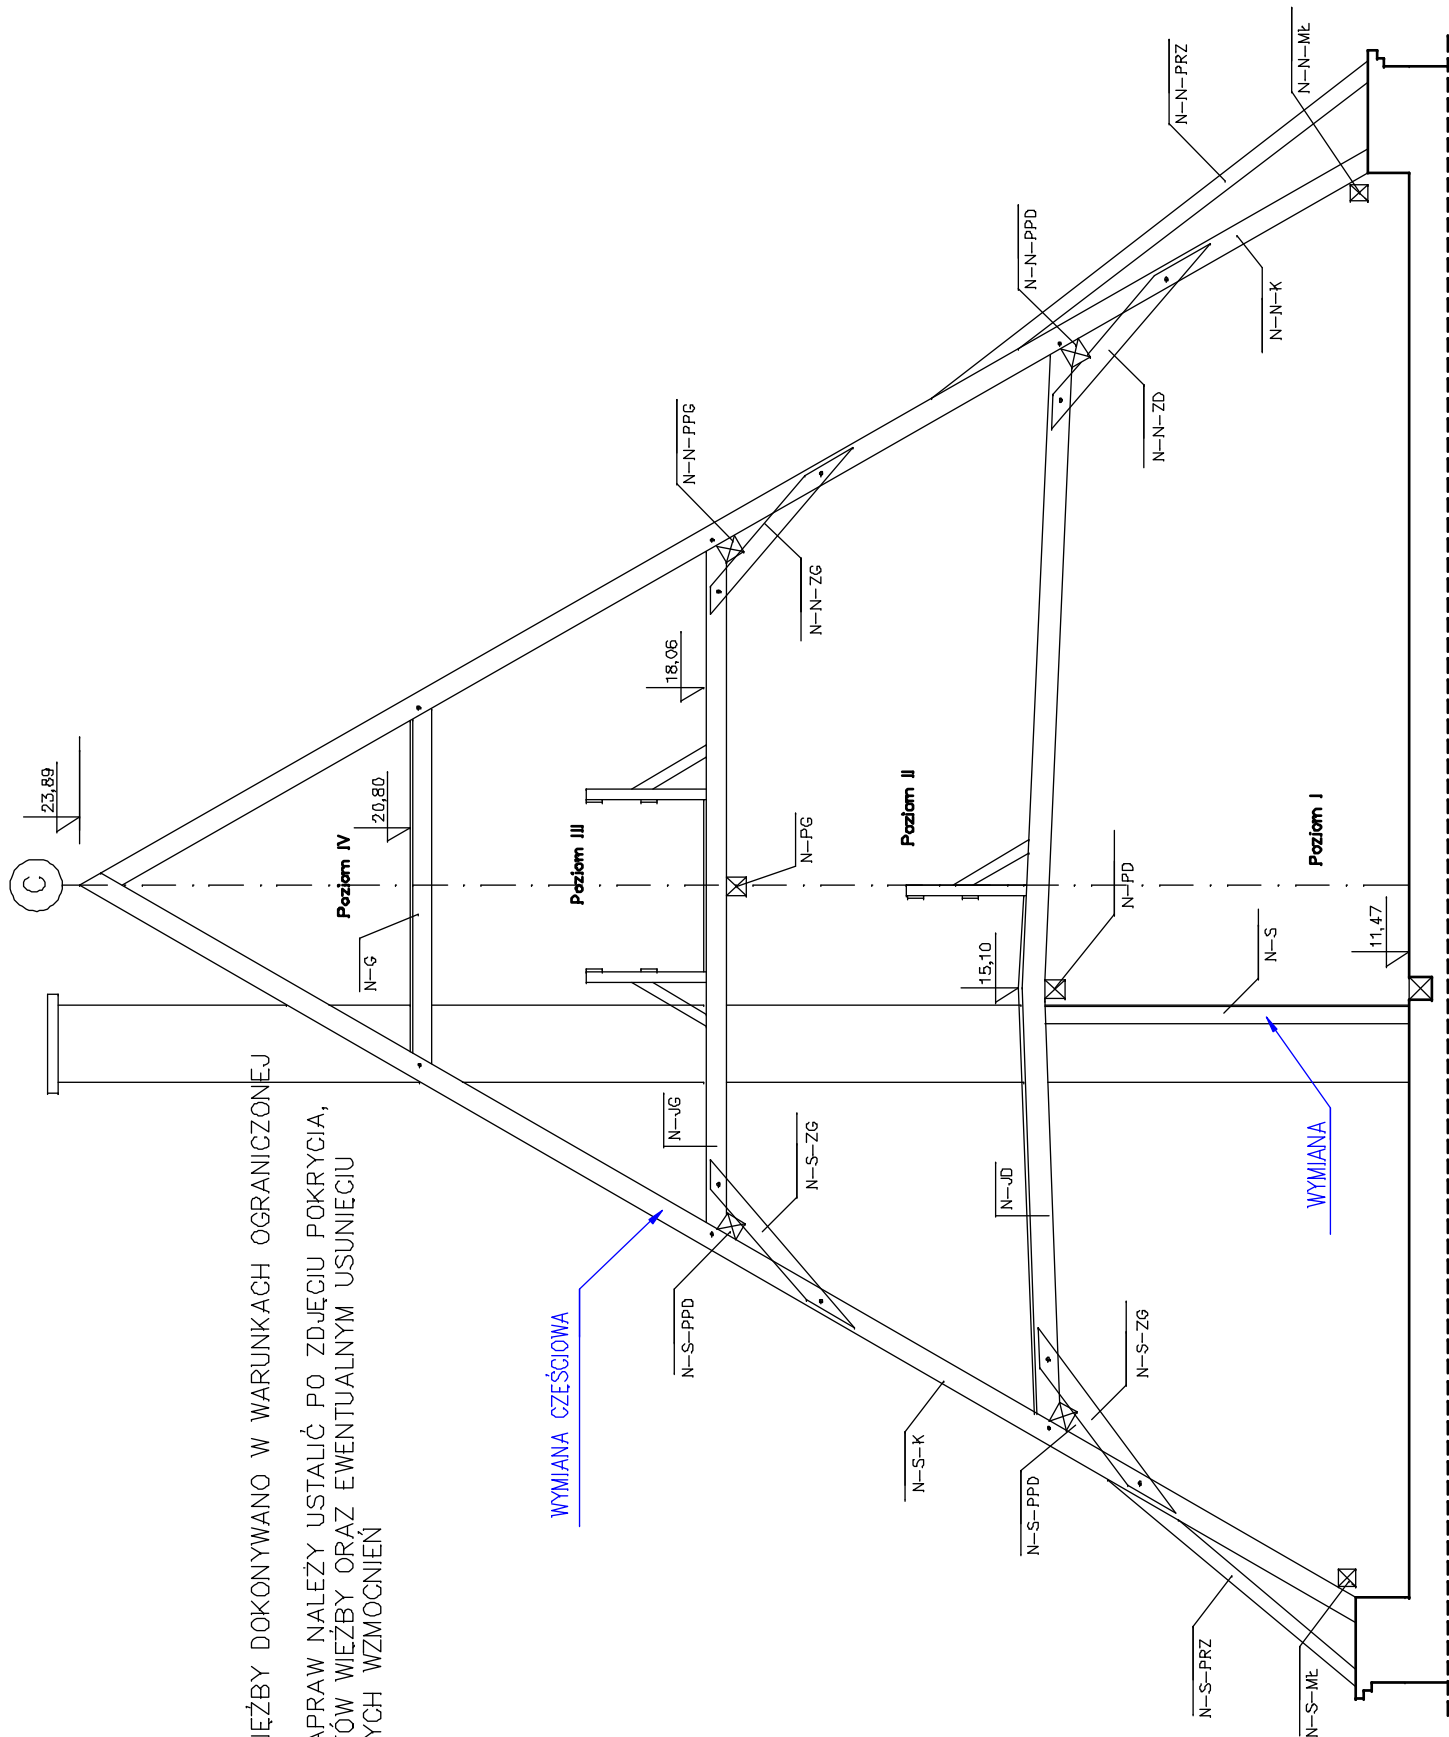 IĘŹBY DOKONYWANO W WARUNKACH OGRANICZONEJ
APRAW NALEŻY USTALIĆ PO ZDJĘCIU POKRYCIA,
TÓW WIĘŹBY ORAZ EWENTUALNYM USUNIĘCIU
YCH WZMOCNIEŃ
C
23,89
20,80
Poziom IV
N-G
Poziom III
18,06
N-N-PPG
N-N-ZG
N-PG
N-JG
N-S-ZG
N-S-PPD
WYMIANA CZĘŚCIOWA
N-S-K
Poziom II
15,10
N-PD
N-JD
N-N-PPD
N-N-ZD
N-N-K
N-N-PRZ
N-N-MŁ
N-S-PPD
N-S-ZG
N-S-PRZ
N-S-MŁ
Poziom I
N-S
11,47
WYMIANA